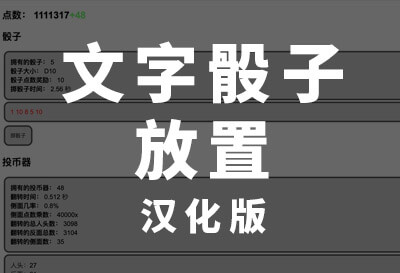 点数： 1111317+48
骰子
文字骰子
放置
汉化版
拥有的骰子： 5
骰子大小： D10
骰子点数奖励： 10
掷骰子时间： 2.56 秒
1 10 8 5 10
掷骰子
投币器
拥有的投币器： 48
翻转时间： 0.512 秒
侧面几率： 0.8%
侧面点数乘数： 40000x
翻转的总人头数： 3098
翻转的反面总数： 3104
翻转的侧面数： 35
人头：27